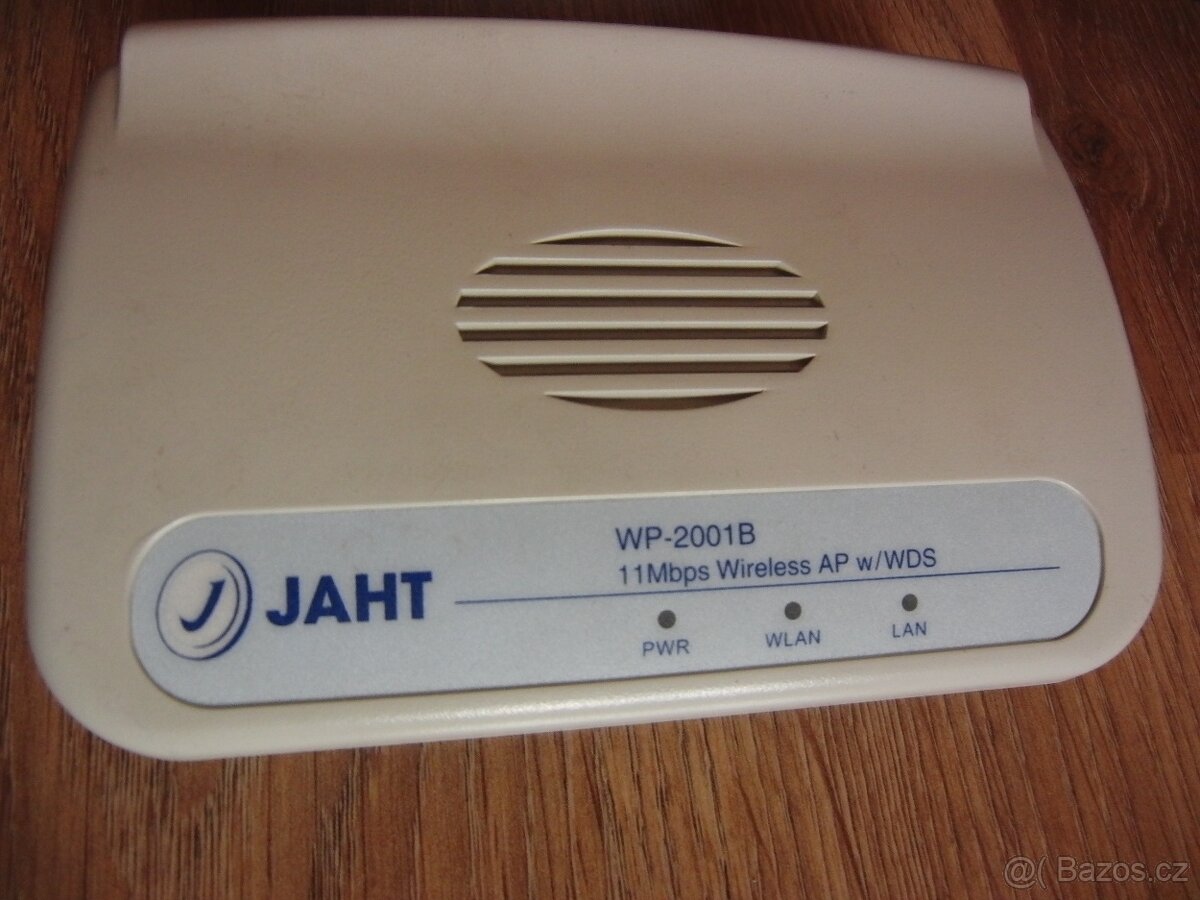 WP-2001B
11Mbps Wireless AP w/WDS
JAHT
PWR WLAN LAN
@( Bazos.cz